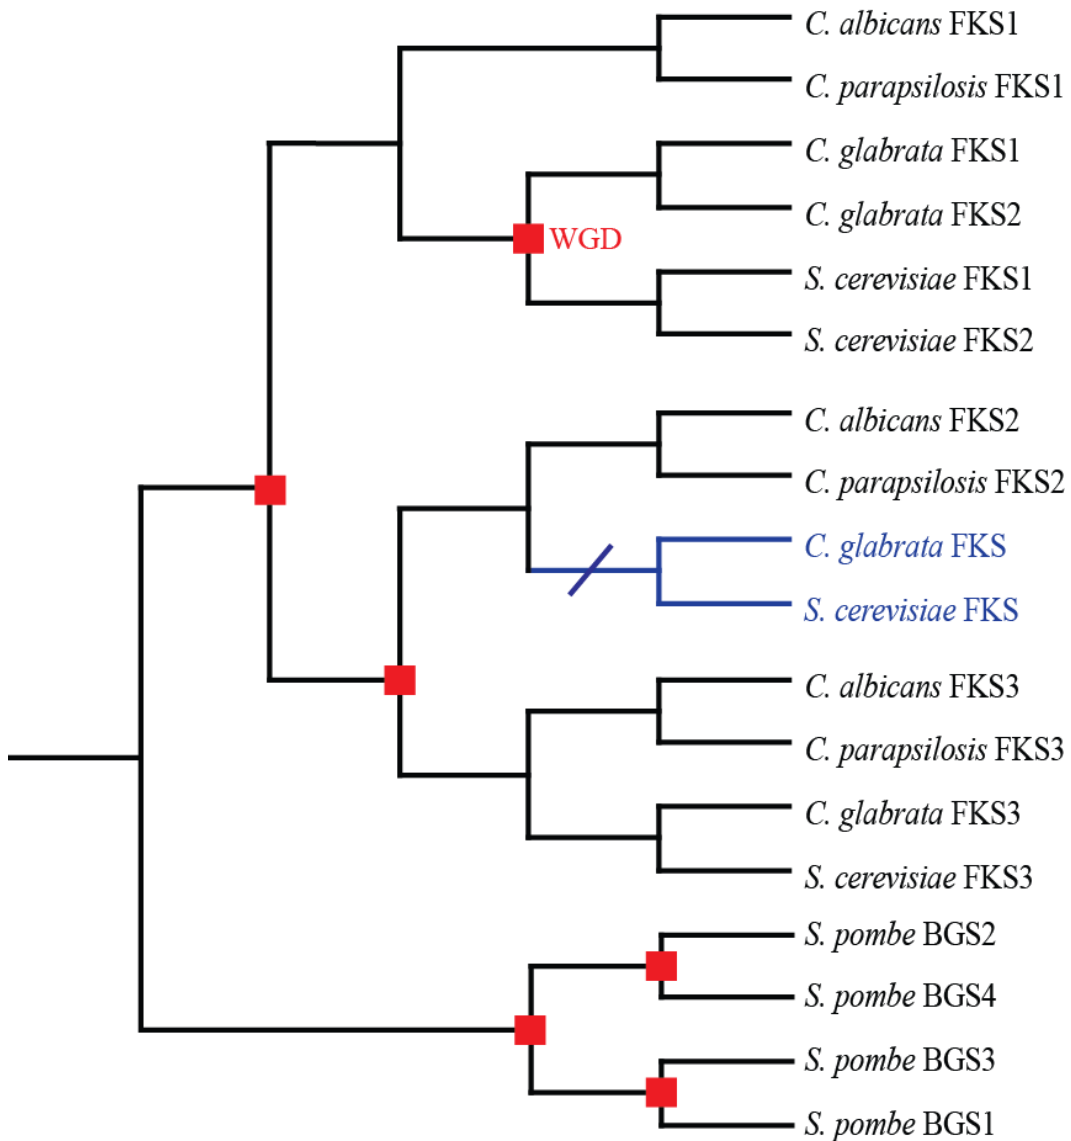 C. albicans FKS1
C. parapsilosis FKS1
C. glabrata FKS1
C. glabrata FKS2
WGD
S. cerevisiae FKS1
S. cerevisiae FKS2
C. albicans FKS2
C. parapsilosis FKS2
C. glabrata FKS
S. cerevisiae FKS
C. albicans FKS3
C. parapsilosis FKS3
C. glabrata FKS3
S. cerevisiae FKS3
S. pombe BGS2
S. pombe BGS4
S. pombe BGS3
S. pombe BGS1